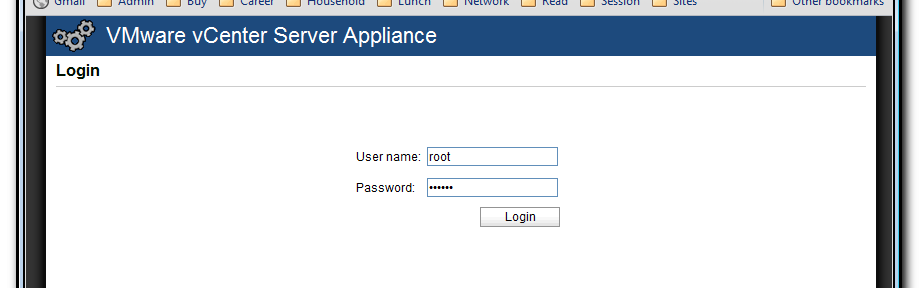 Gmail Admin Buy Career Household Lunch Network Read Session Sites Other bookmarks
VMware vCenter Server Appliance
Login
User name: root
Password: ••••••
Login